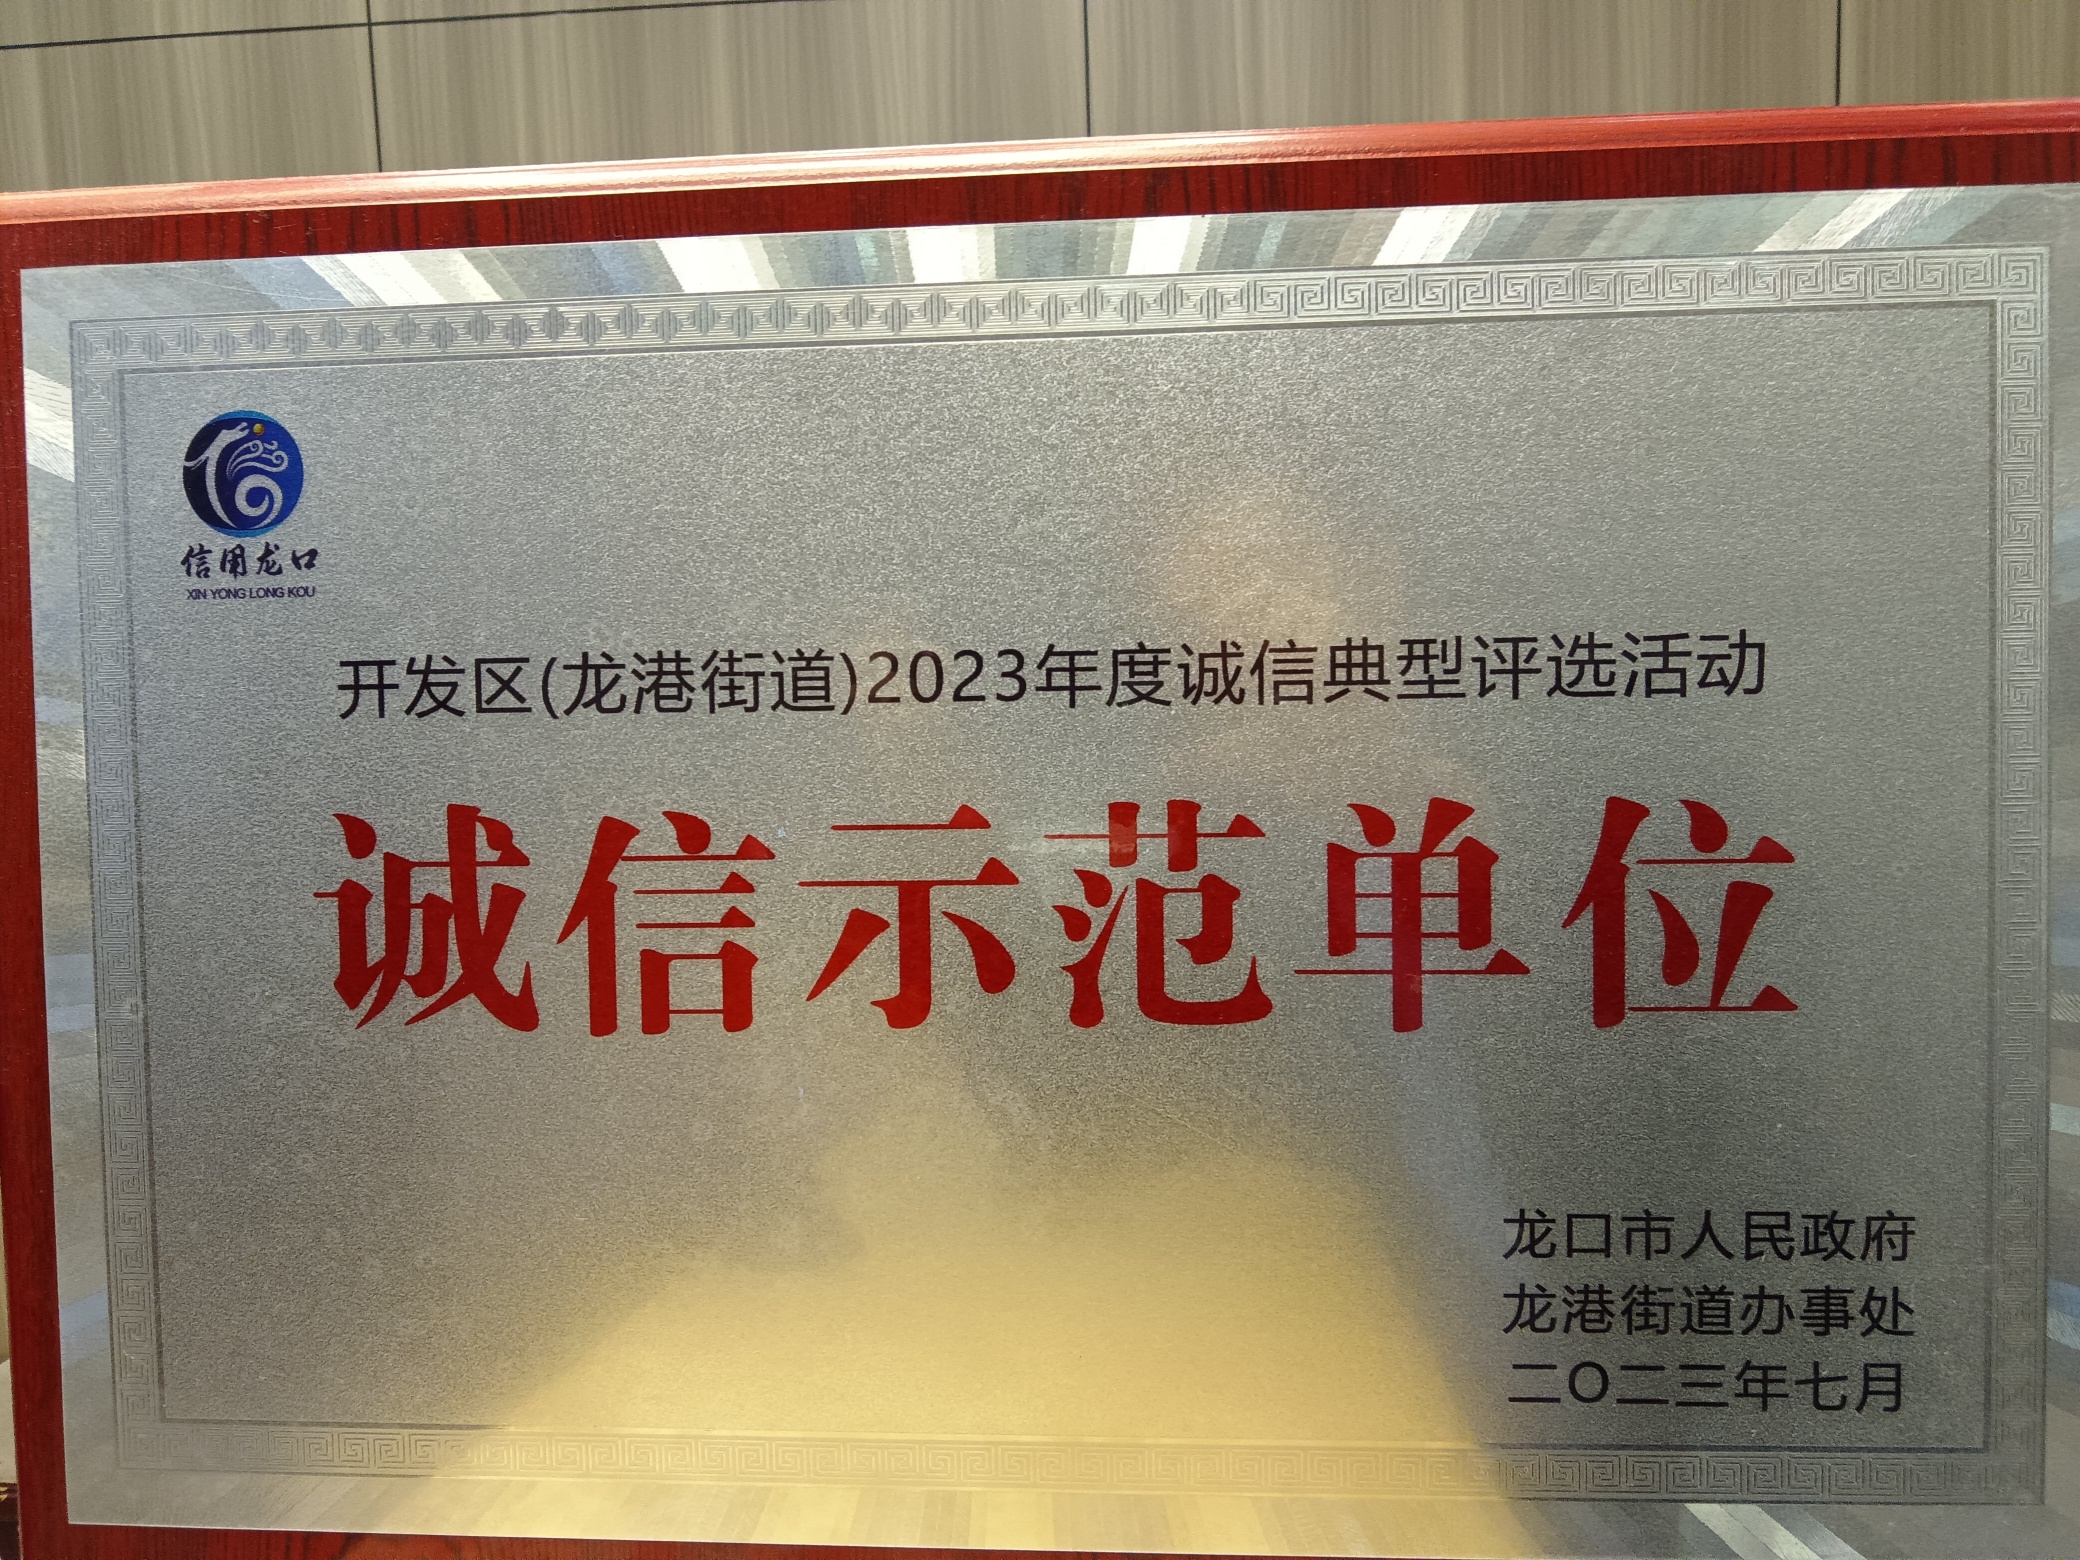 信用龙口
XIN YONG LONG KOU
开发区(龙港街道)2023年度诚信典型评选活动
诚信示范单位
龙口市人民政府
龙港街道办事处
二〇二三年七月